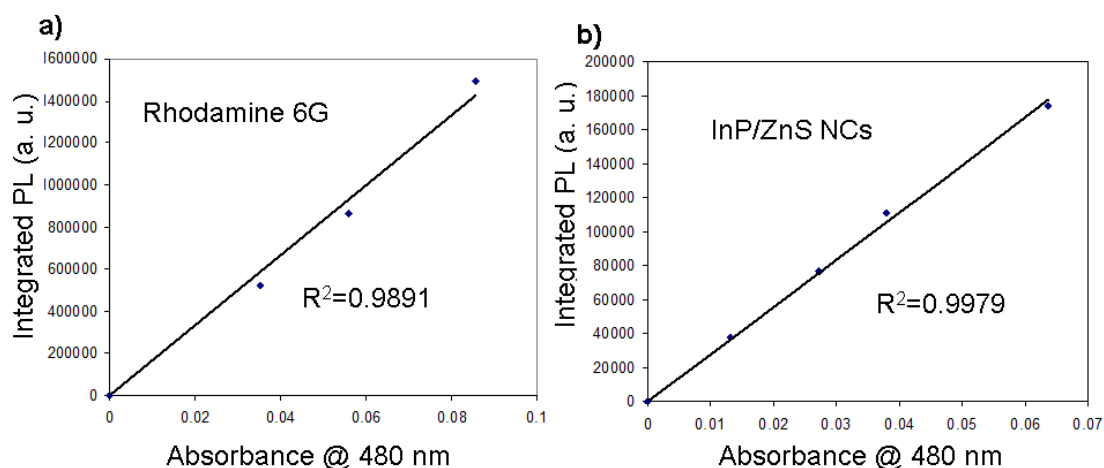 a)
1600000
1400000
1200000
1000000
800000
600000
400000
200000
0
Integrated PL (a. u.)
Rhodamine 6G
R²=0.9891
0 0.02 0.04 0.06 0.08 0.1
Absorbance @ 480 nm
b)
200000
180000
160000
140000
120000
100000
80000
60000
40000
20000
0
Integrated PL (a. u.)
InP/ZnS NCs
R²=0.9979
0 0.01 0.02 0.03 0.04 0.05 0.06 0.07
Absorbance @ 480 nm